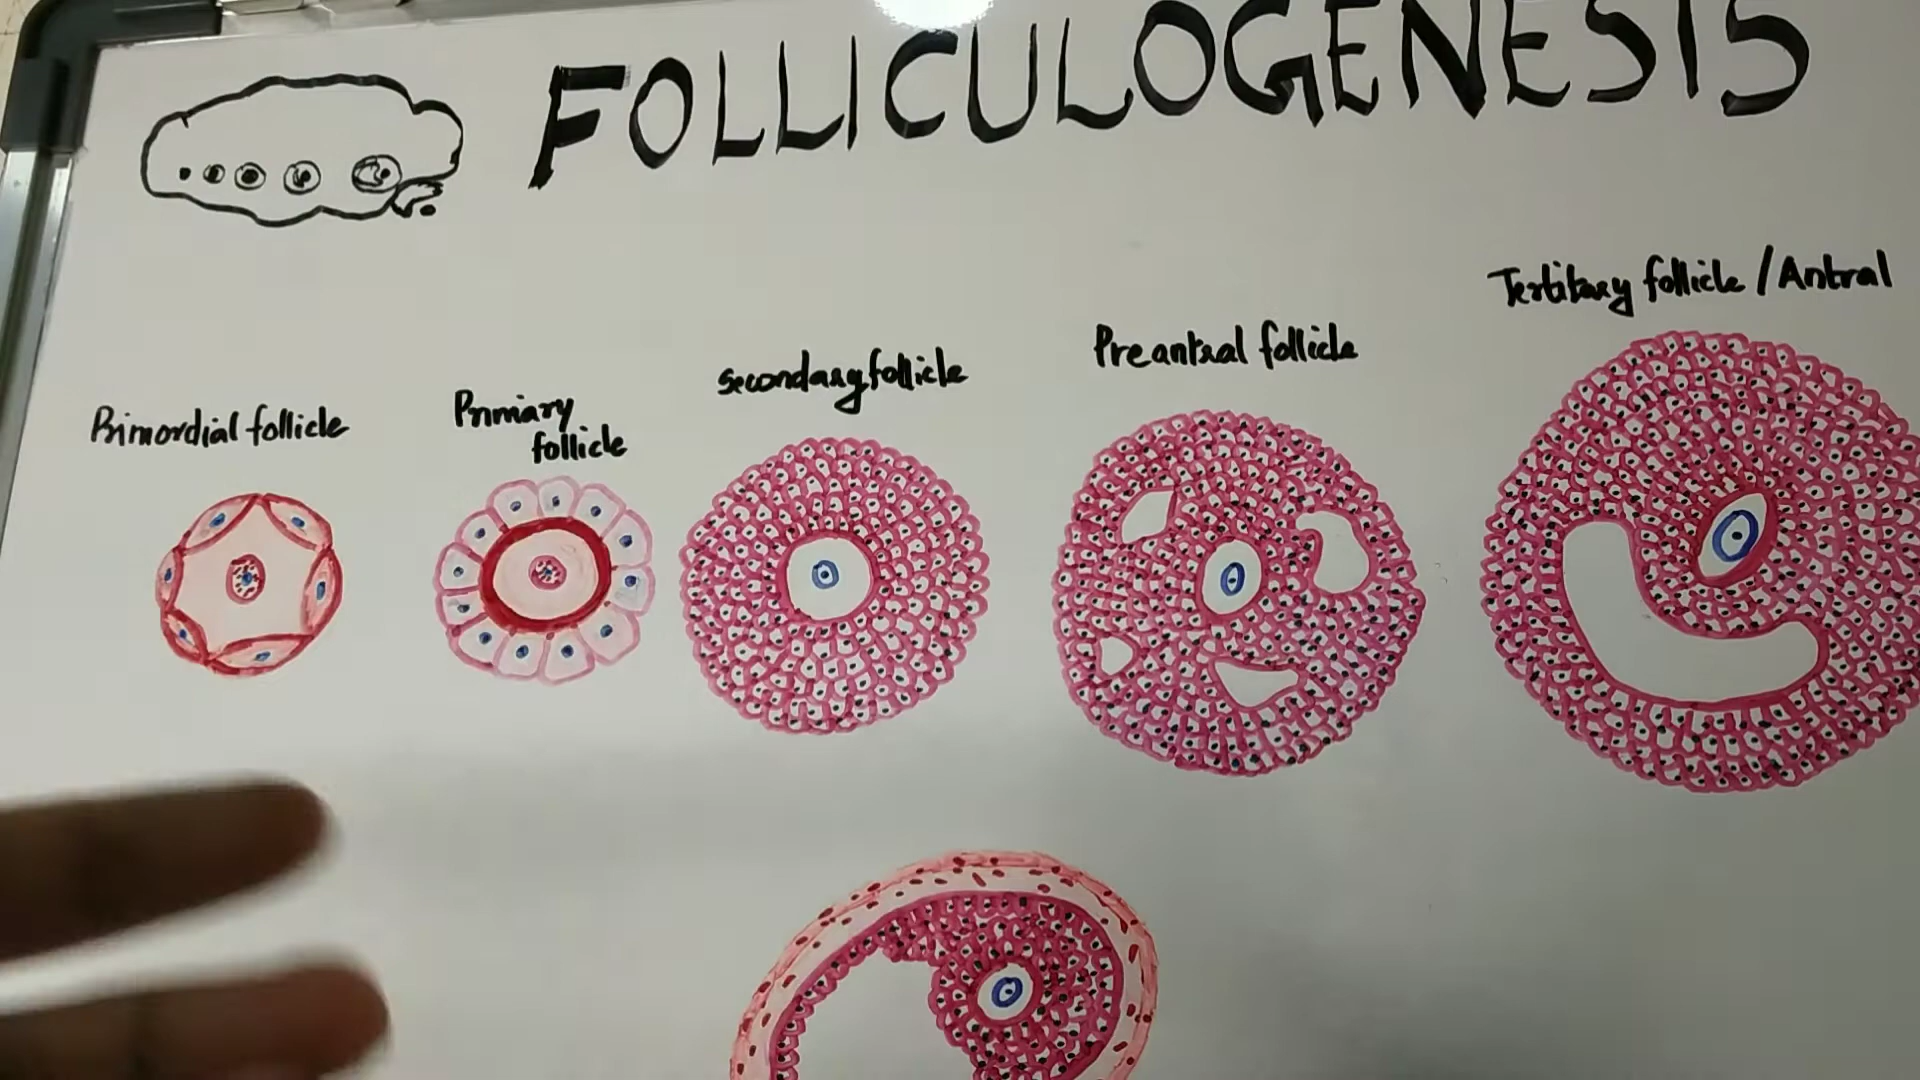 FOLLICULOGENESIS
Tertitary follicle / Antral
Preantral follicle
Secondary follicle
Primary
follicle
Primordial follicle